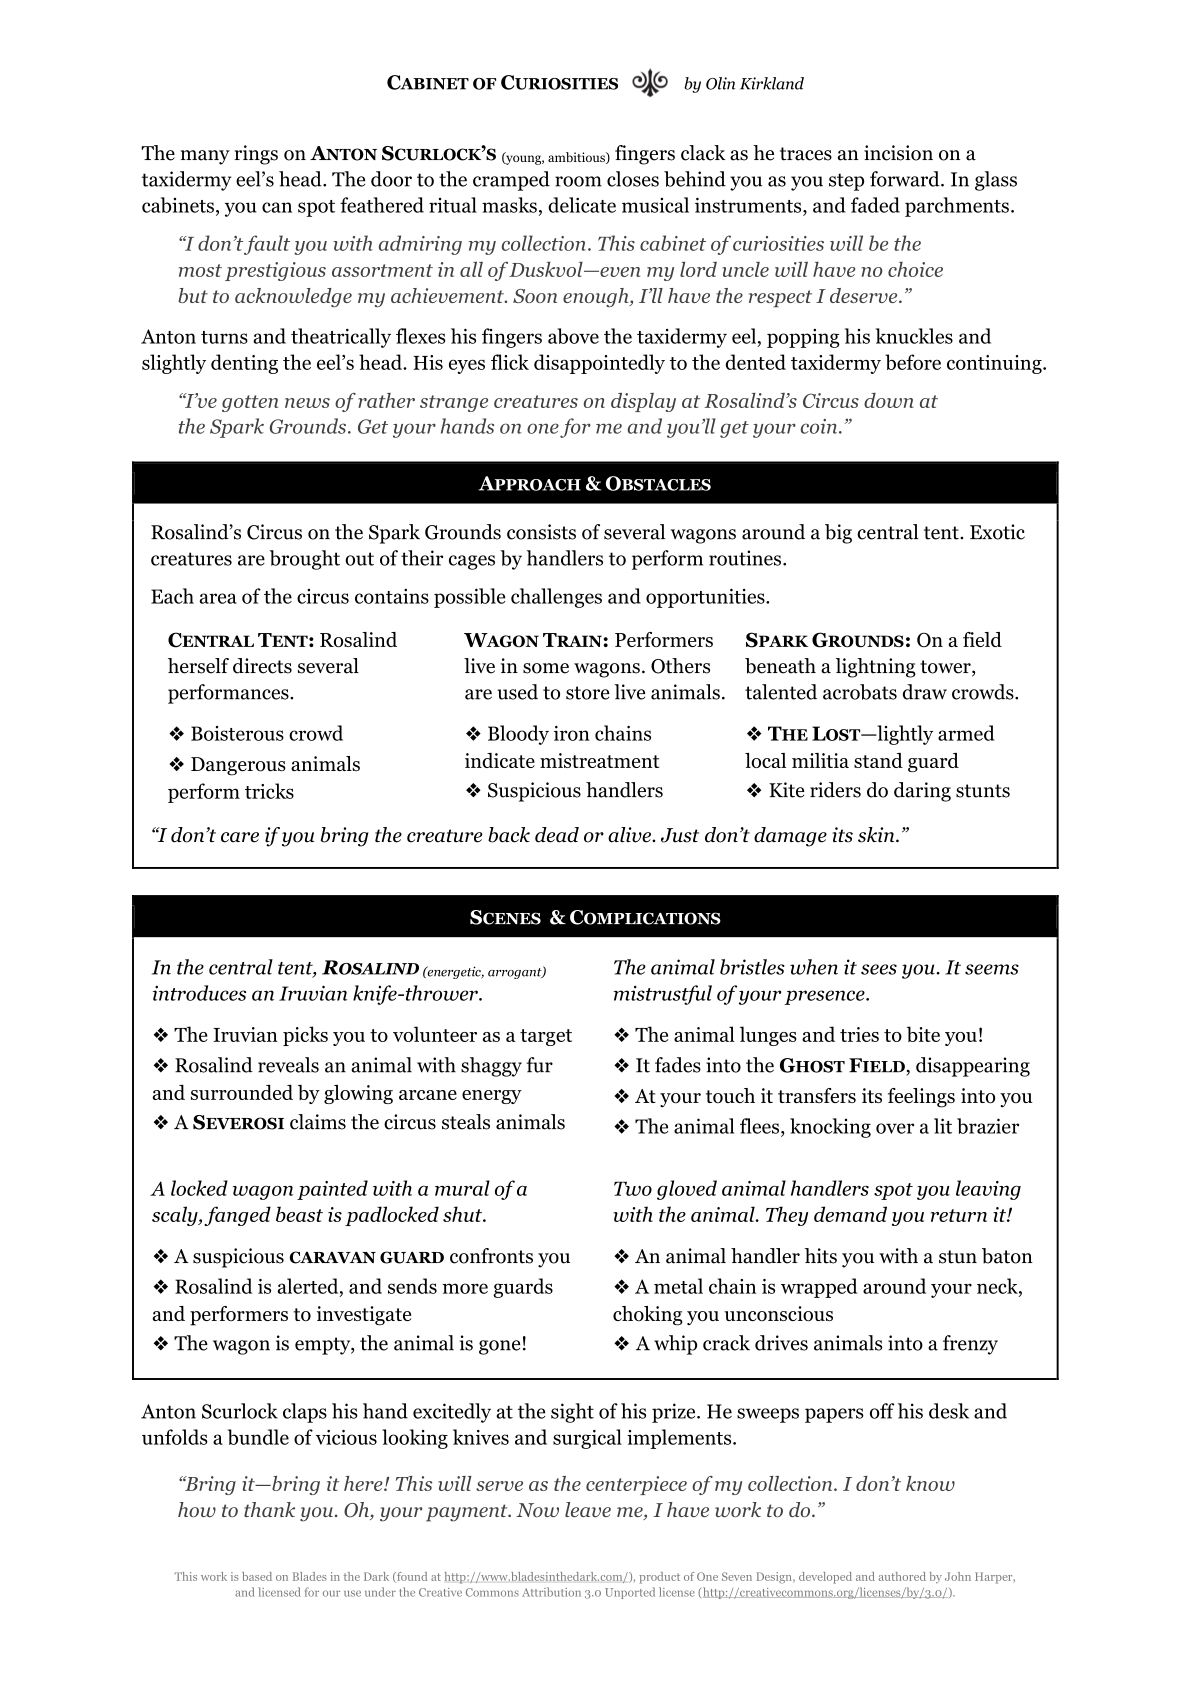 CABINET OF CURIOSITIES by Olin Kirkland
The many rings on ANTON SCURLOCK’S (young, ambitious) fingers clack as he traces an incision on a
taxidermy eel’s head. The door to the cramped room closes behind you as you step forward. In glass
cabinets, you can spot feathered ritual masks, delicate musical instruments, and faded parchments.
“I don’t fault you with admiring my collection. This cabinet of curiosities will be the
most prestigious assortment in all of Duskvol—even my lord uncle will have no choice
but to acknowledge my achievement. Soon enough, I’ll have the respect I deserve.”
Anton turns and theatrically flexes his fingers above the taxidermy eel, popping his knuckles and
slightly denting the eel’s head. His eyes flick disappointedly to the dented taxidermy before continuing.
“I’ve gotten news of rather strange creatures on display at Rosalind’s Circus down at
the Spark Grounds. Get your hands on one for me and you’ll get your coin.”
APPROACH & OBSTACLES
Rosalind’s Circus on the Spark Grounds consists of several wagons around a big central tent. Exotic
creatures are brought out of their cages by handlers to perform routines.
Each area of the circus contains possible challenges and opportunities.
CENTRAL TENT: Rosalind
herself directs several
performances.
❖ Boisterous crowd
❖ Dangerous animals
perform tricks
WAGON TRAIN: Performers
live in some wagons. Others
are used to store live animals.
❖ Bloody iron chains
indicate mistreatment
❖ Suspicious handlers
SPARK GROUNDS: On a field
beneath a lightning tower,
talented acrobats draw crowds.
❖ THE LOST—lightly armed
local militia stand guard
❖ Kite riders do daring stunts
“I don’t care if you bring the creature back dead or alive. Just don’t damage its skin.”
SCENES & COMPLICATIONS
In the central tent, ROSALIND (energetic, arrogant)
introduces an Iruvian knife-thrower.
❖ The Iruvian picks you to volunteer as a target
❖ Rosalind reveals an animal with shaggy fur
and surrounded by glowing arcane energy
❖ A SEVEROSI claims the circus steals animals
The animal bristles when it sees you. It seems
mistrustful of your presence.
❖ The animal lunges and tries to bite you!
❖ It fades into the GHOST FIELD, disappearing
❖ At your touch it transfers its feelings into you
❖ The animal flees, knocking over a lit brazier
A locked wagon painted with a mural of a
scaly, fanged beast is padlocked shut.
❖ A suspicious CARAVAN GUARD confronts you
❖ Rosalind is alerted, and sends more guards
and performers to investigate
❖ The wagon is empty, the animal is gone!
Two gloved animal handlers spot you leaving
with the animal. They demand you return it!
❖ An animal handler hits you with a stun baton
❖ A metal chain is wrapped around your neck,
choking you unconscious
❖ A whip crack drives animals into a frenzy
Anton Scurlock claps his hand excitedly at the sight of his prize. He sweeps papers off his desk and
unfolds a bundle of vicious looking knives and surgical implements.
“Bring it—bring it here! This will serve as the centerpiece of my collection. I don’t know
how to thank you. Oh, your payment. Now leave me, I have work to do.”
This work is based on Blades in the Dark (found at http://www.bladesinthedark.com/), product of One Seven Design, developed and authored by John Harper,
and licensed for our use under the Creative Commons Attribution 3.0 Unported license (http://creativecommons.org/licenses/by/3.0/).